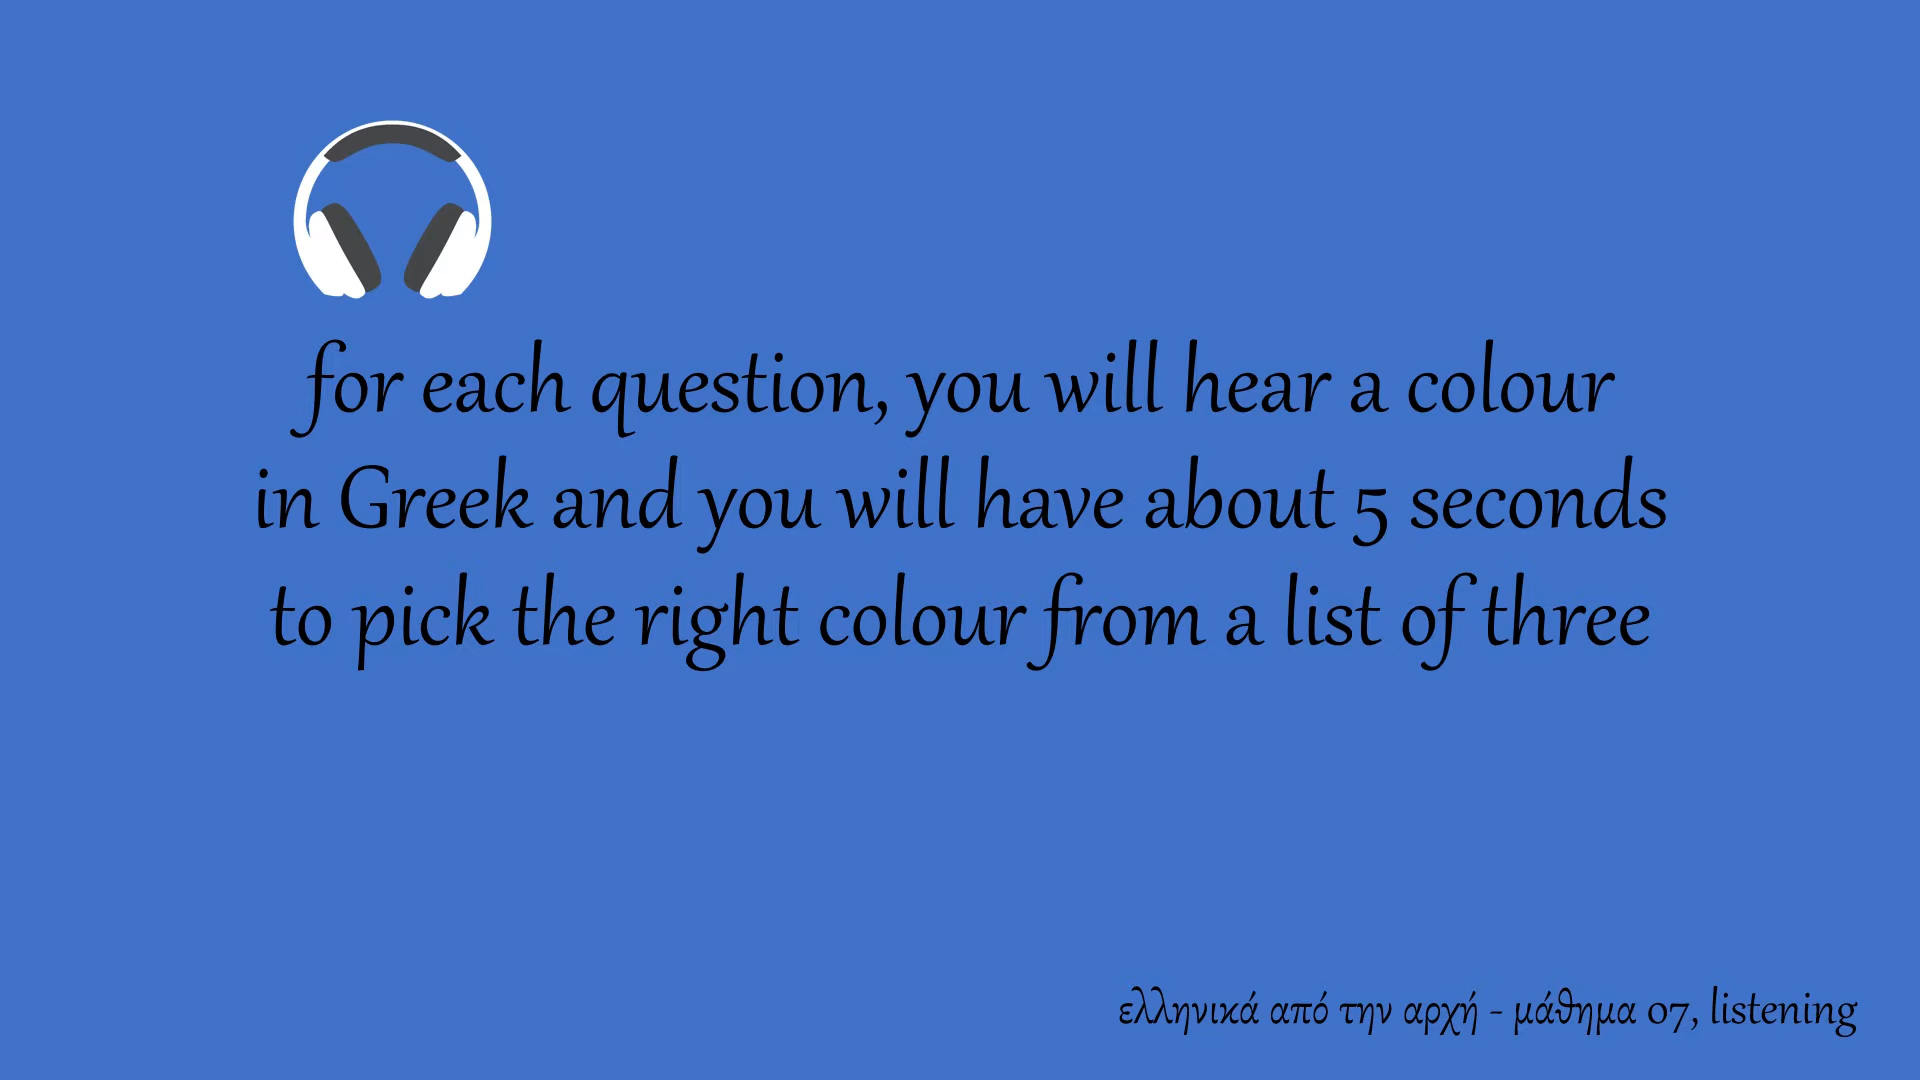 for each question, you will hear a colour
in Greek and you will have about 5 seconds
to pick the right colour from a list of three
ελληνικά από την αρχή - μάθημα 07, listening